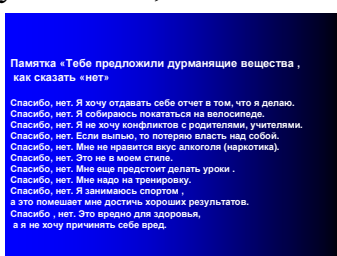 Памятка «Тебе предложили дурманящие вещества ,
как сказать «нет»
Спасибо, нет. Я хочу отдавать себе отчет в том, что я делаю.
Спасибо, нет. Я собираюсь покататься на велосипеде.
Спасибо, нет. Я не хочу конфликтов с родителями, учителями.
Спасибо, нет. Если выпью, то потеряю власть над собой.
Спасибо, нет. Мне не нравится вкус алкоголя (наркотика).
Спасибо, нет. Это не в моем стиле.
Спасибо, нет. Мне еще предстоит делать уроки .
Спасибо, нет. Мне надо на тренировку.
Спасибо, нет. Я занимаюсь спортом ,
а это помешает мне достичь хороших результатов.
Спасибо , нет. Это вредно для здоровья,
а я не хочу причинять себе вред.